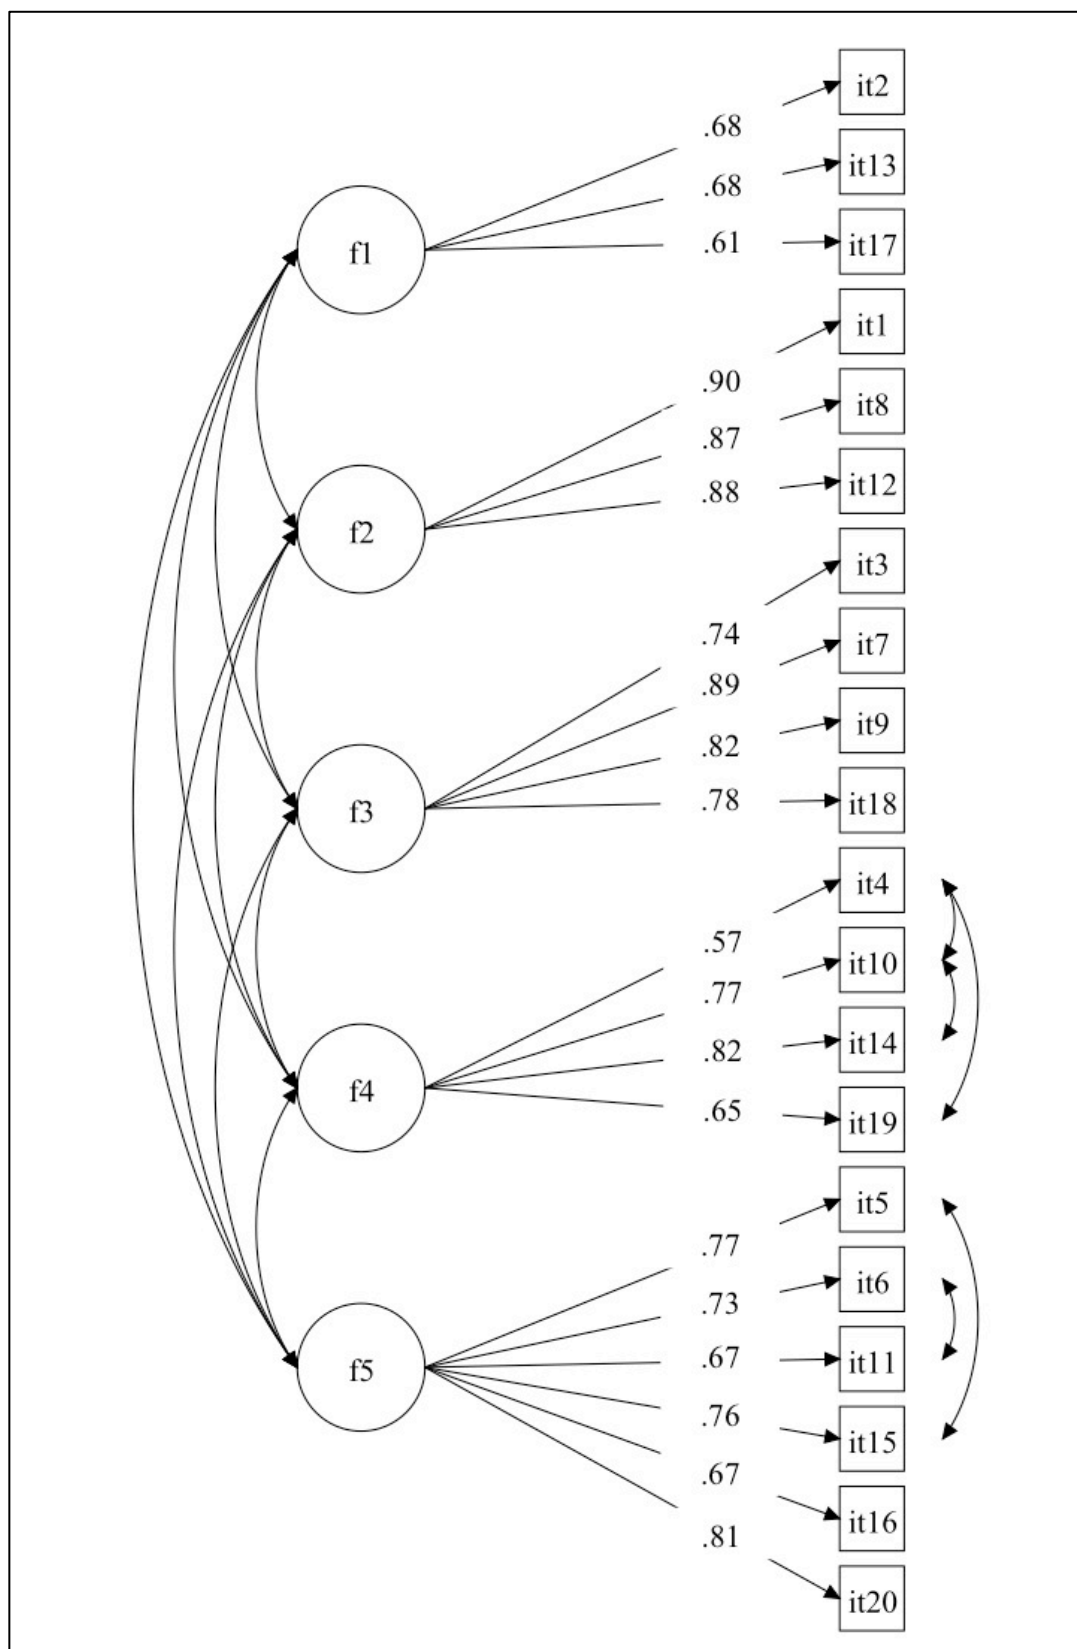 it2
.68
it13
.68
it17
.61
f1
it1
.90
it8
.87
it12
.88
f2
it3
.74
it7
.89
it9
.82
it18
.78
f3
it4
.57
it10
.77
it14
.82
it19
.65
f4
it5
.77
it6
.73
it11
.67
f5
it15
.76
it16
.67
it20
.81